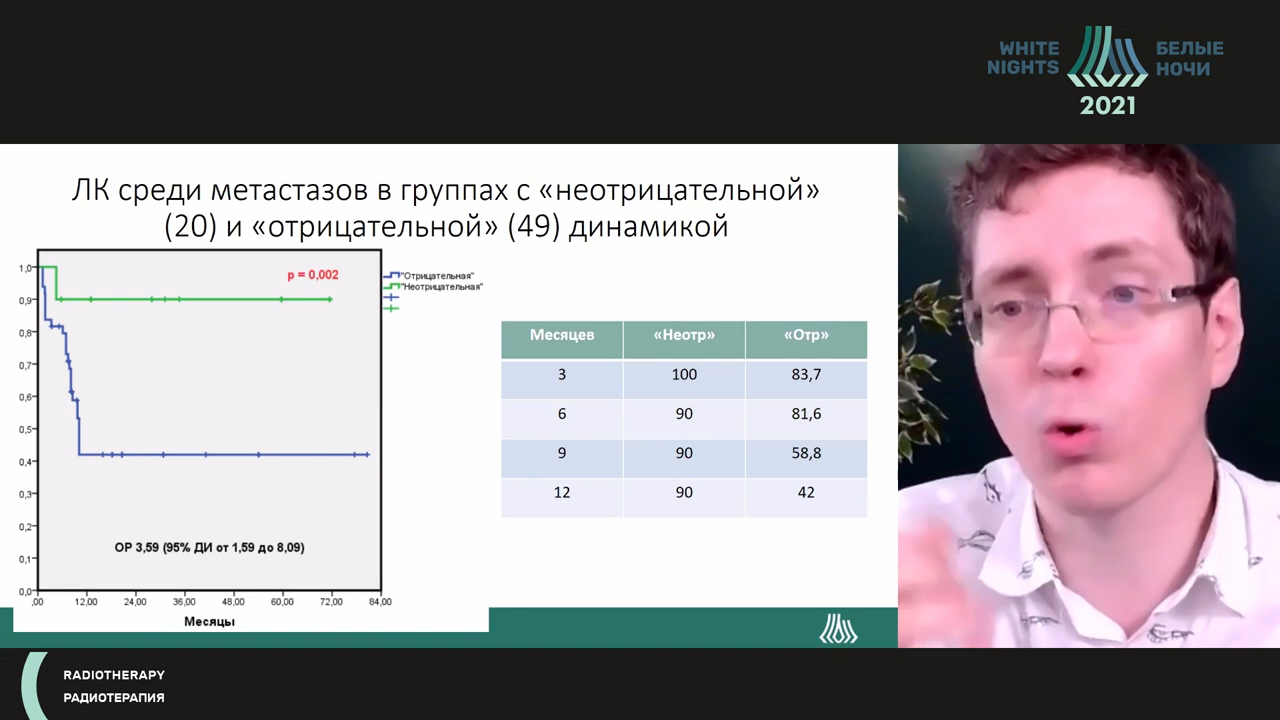 WHITE
NIGHTS
БЕЛЫЕ
НОЧИ
2021
ЛК среди метастазов в группах с «неотрицательной»
(20) и «отрицательной» (49) динамикой
p = 0,002
"Отрицательная"
"Неотрицательная"
1,0
0,9
0,8
0,7
0,6
0,5
0,4
0,3
0,2
0,1
0,0
ОР 3,59 (95% ДИ от 1,59 до 8,09)
,00 12,00 24,00 36,00 48,00 60,00 72,00 84,00
Месяцы
Месяцев «Неотр» «Отр»
3 100 83,7
6 90 81,6
9 90 58,8
12 90 42
RADIOTHERAPY
РАДИОТЕРАПИЯ